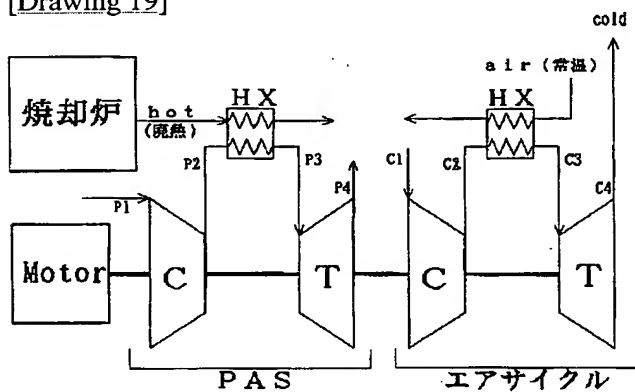 [Drawing 19]
cold
air (常温)
焼却炉
hot
(廃熱)
HX
HX
P2
P3
C1
C2
C3
P1
P4
C4
Motor
C
T
C
T
PAS
エアサイクル